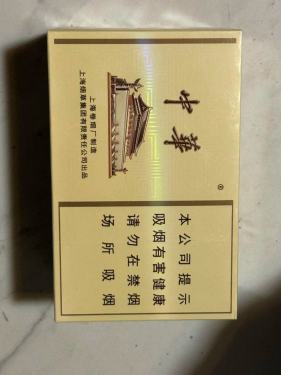 中華
®
上海卷烟厂制造
上海烟草集团有限责任公司出品
本公司提示
吸烟有害健康
请勿在禁烟
场所吸烟